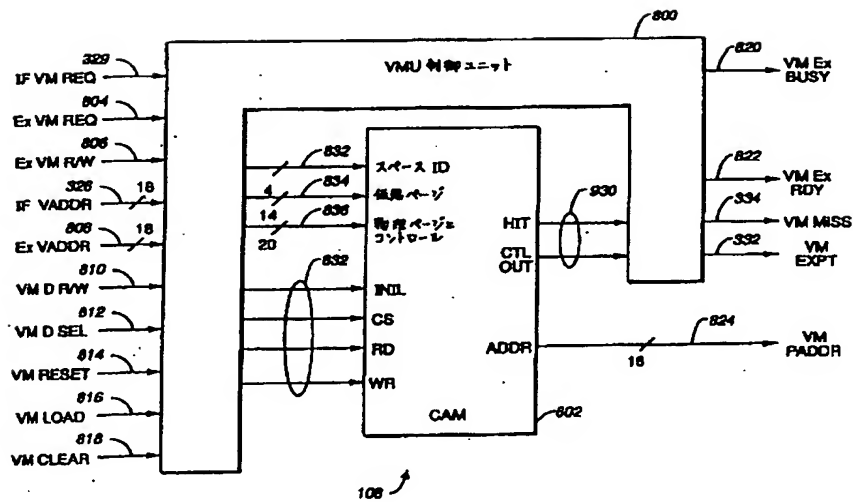 800
VMU 制御ユニット
329
IF VM REQ
804
Ex VM REQ
806
Ex VM R/W
326
IF VADDR
18
808
Ex VADDR
18
810
VM D R/W
812
VM D SEL
814
VM RESET
816
VM LOAD
818
VM CLEAR
832
スペース ID
4
834
仮想ページ
14
836
物理ページと
コントロール
20
832
INIL
CS
RD
WR
HIT
CTL
OUT
930
ADDR
CAM
802
820
VM Ex
BUSY
822
VM Ex
RDY
334
VM MISS
332
VM
EXPT
824
18
VM
PADDR
108